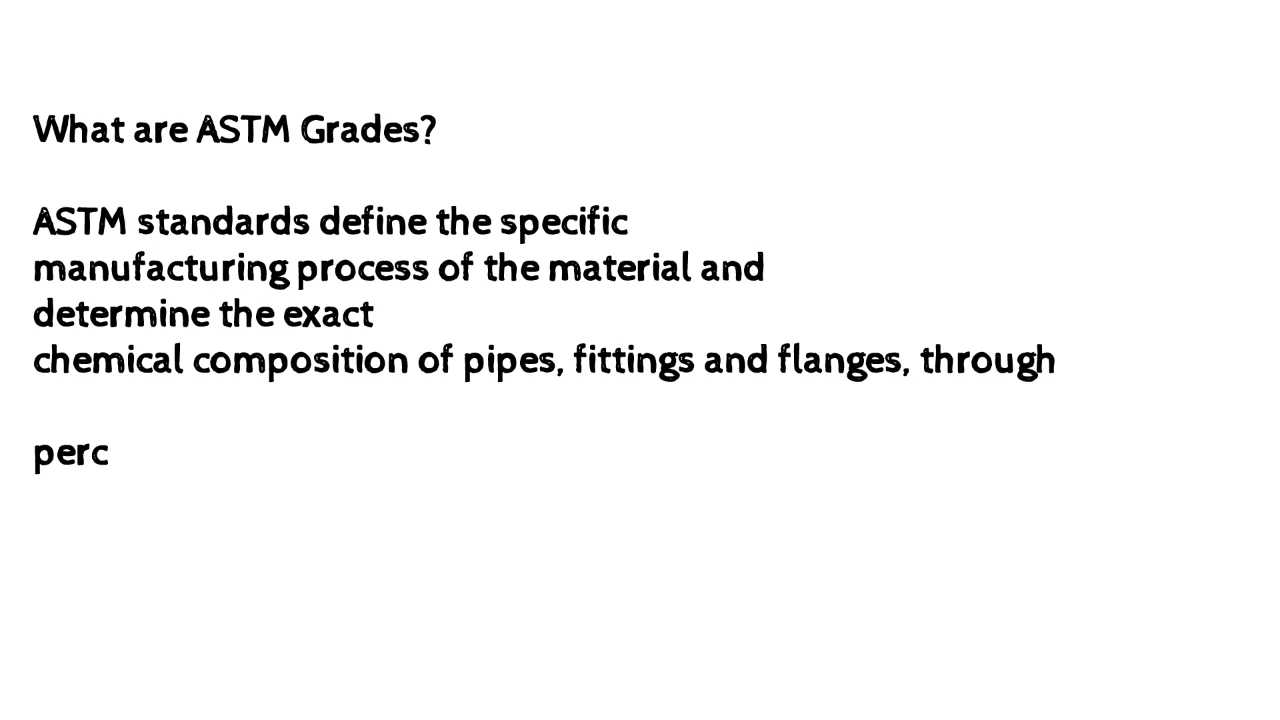 What are ASTM Grades?
ASTM standards define the specific
manufacturing process of the material and
determine the exact
chemical composition of pipes, fittings and flanges, through
perc